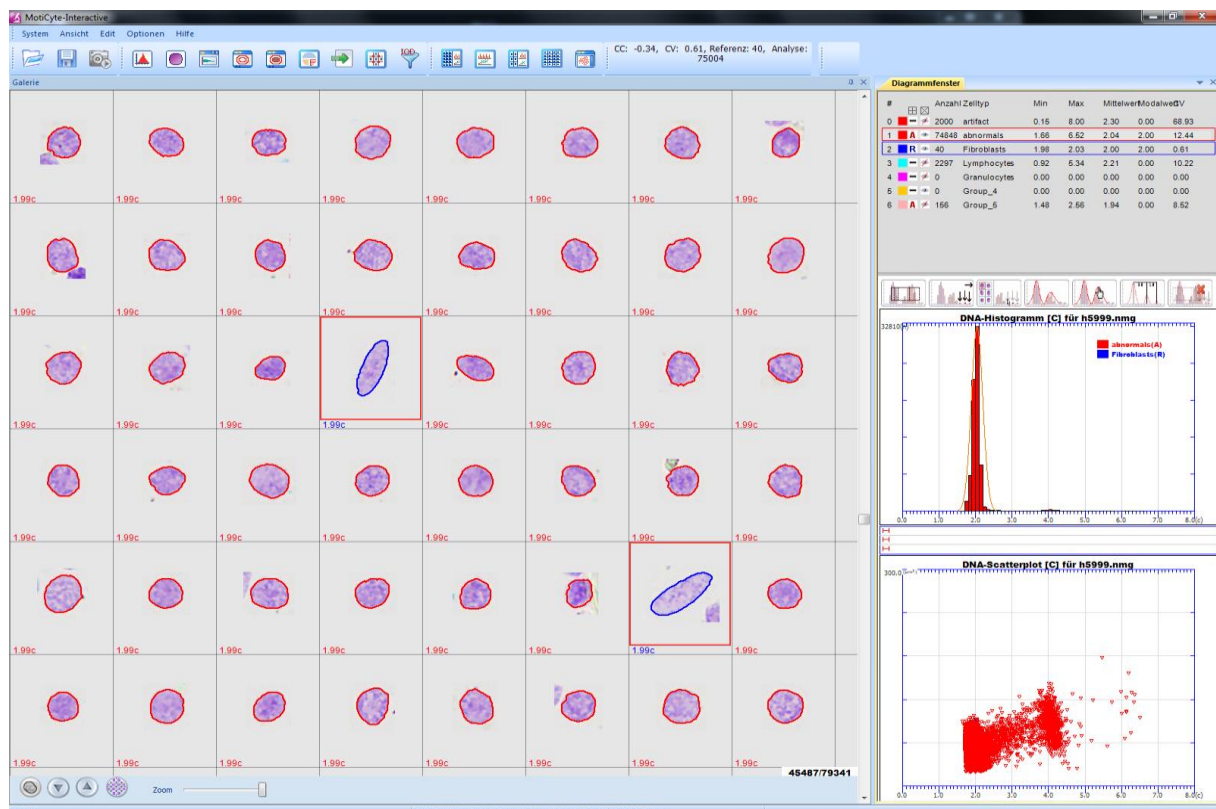 MotiCyte-Interactive
System Ansicht Edit Optionen Hilfe
IOD
CC: -0.34, CV: 0.61, Referenz: 40, Analyse:
75004
Galerie
1.99c 1.99c 1.99c 1.99c 1.99c 1.99c 1.99c 1.99c
1.99c 1.99c 1.99c 1.99c 1.99c 1.99c 1.99c 1.99c
1.99c 1.99c 1.99c 1.99c 1.99c 1.99c 1.99c 1.99c
1.99c 1.99c 1.99c 1.99c 1.99c 1.99c 1.99c 1.99c
1.99c 1.99c 1.99c 1.99c 1.99c 1.99c 1.99c 1.99c
1.99c 1.99c 1.99c 1.99c 1.99c 1.99c 1.99c
45487/79341
Zoom
Diagrammfenster
# Anzahl Zelltyp Min Max Mittelwert Modalwert CV
0 2000 artifact 0.16 8.00 2.30 0.00 68.93
1 A 74848 abnormals 1.66 6.52 2.04 2.00 12.44
2 R 40 Fibroblasts 1.98 2.03 2.00 2.00 0.61
3 2297 Lymphocytes 0.92 5.34 2.21 0.00 10.22
4 0 Granulocytes 0.00 0.00 0.00 0.00 0.00
5 0 Group_4 0.00 0.00 0.00 0.00 0.00
6 A 156 Group_5 1.48 2.56 1.94 0.00 8.52
DNA-Histogramm [C] für h5999.nmg
32810
abnormals(A)
Fibroblasts(R)
0.0 1.0 2.0 3.0 4.0 5.0 6.0 7.0 8.0(c)
DNA-Scatterplot [C] für h5999.nmg
300.0
0.0 1.0 2.0 3.0 4.0 5.0 6.0 7.0 8.0(c)